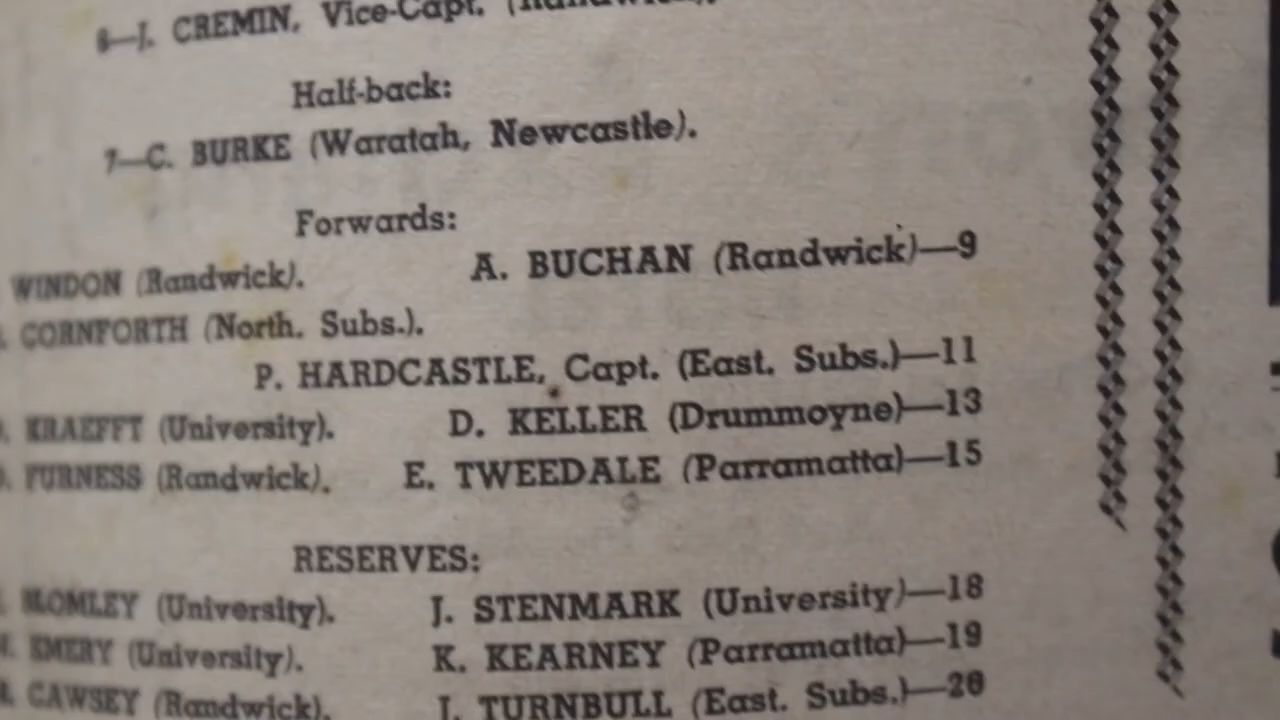 6—J. CREMIN, Vice-Capt. (Randwick).
Half-back:
7—C. BURKE (Waratah, Newcastle).
Forwards:
WINDON (Randwick). A. BUCHAN (Randwick)—9
CORNFORTH (North. Subs.).
P. HARDCASTLE, Capt. (East. Subs.)—11
KRAEFFT (University). D. KELLER (Drummoyne)—13
FURNESS (Randwick). E. TWEEDALE (Parramatta)—15
RESERVES:
BLOMLEY (University). J. STENMARK (University)—18
EMERY (University). K. KEARNEY (Parramatta)—19
CAWSEY (Randwick). J. TURNBULL (East. Subs.)—20